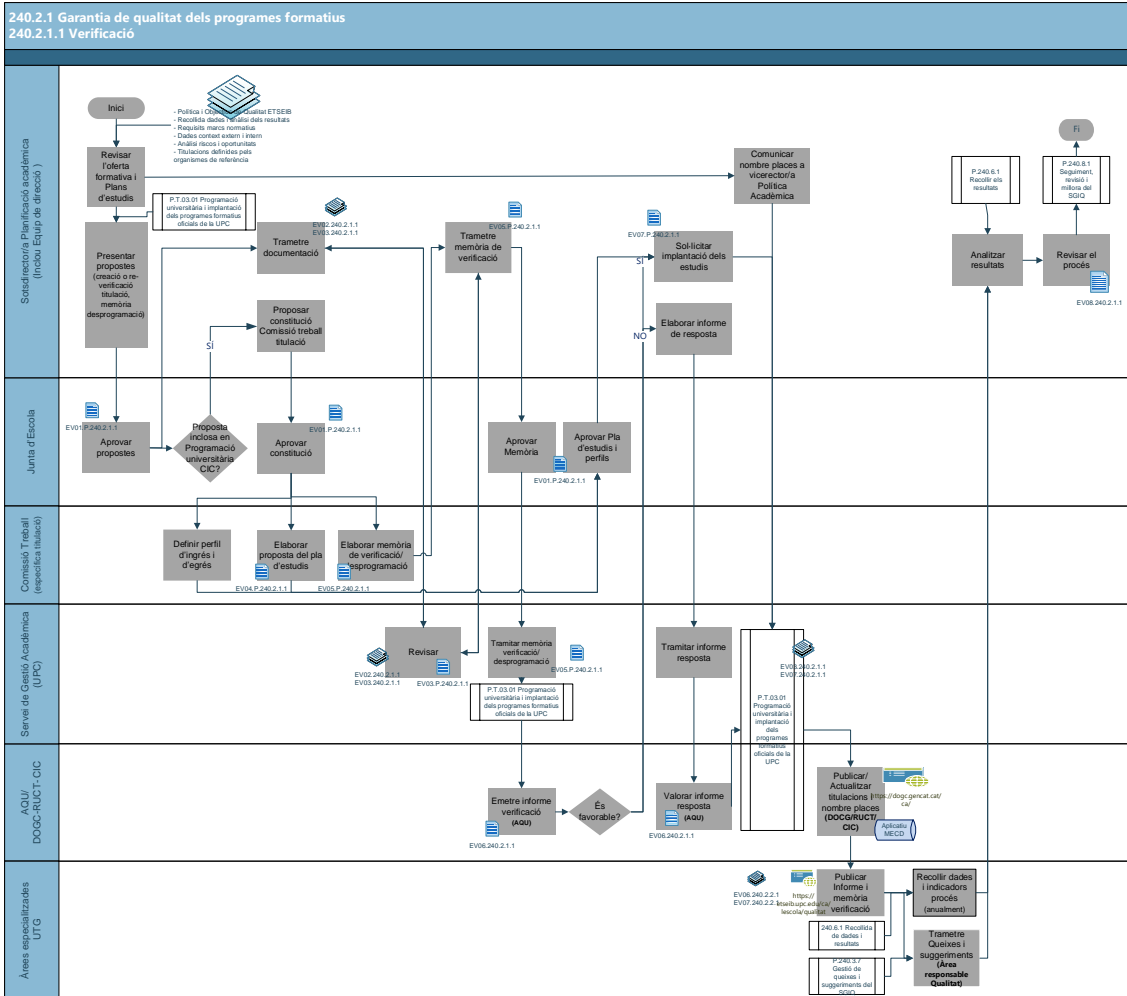 240.2.1 Garantia de qualitat dels programes formatius
240.2.1.1 Verificació
Sotsdirector/a Planificació acadèmica
(Inclou Equip de direcció )
Inici
- Política i Objectius de Qualitat ETSEIB
- Recollida dades i anàlisi dels resultats
- Requisits marcs normatius
- Dades context extern i intern
- Anàlisi riscos i oportunitats
- Titulacions definides pels
organismes de referència
Revisar
l'oferta
formativa i
Plans
d'estudis
P.T.03.01 Programació
universitària i implantació
dels programes formatius
oficials de la UPC
Presentar
propostes
(creació o re-
verificació
titulació,
memòria
desprogramació)
EV02.240.2.1.1
EV03.240.2.1.1
Trametre
documentació
Proposar
constitució
Comissió treball
titulació
SÍ
EV05.P.240.2.1.1
Trametre
memòria de
verificació
EV07.P.240.2.1.1
Sol·licitar
implantació dels
estudis
SÍ
NO
Elaborar informe
de resposta
Comunicar
nombre places a
vicerector/a
Política
Acadèmica
P.240.6.1
Recollir els
resultats
Analitzar
resultats
Fi
P.240.8.1
Seguiment,
revisió i
millora del
SGIQ
Revisar el
procés
EV08.240.2.1.1
Junta d'Escola
EV01.P.240.2.1.1
Aprovar
propostes
Proposta
inclosa en
Programació
universitària
CIC?
EV01.P.240.2.1.1
Aprovar
constitució
Aprovar
Memòria
EV01.P.240.2.1.1
Aprovar Pla
d'estudis i
perfils
Comissió Treball
(específica titulació)
Definir perfil
d'ingrés i
d'egrés
Elaborar
proposta del pla
d'estudis
EV04.P.240.2.1.1
Elaborar memòria
de verificació/
desprogramació
EV05.P.240.2.1.1
Servei de Gestió Acadèmica
(UPC)
Revisar
EV02.240.2.1.1
EV03.240.2.1.1
EV03.P.240.2.1.1
Tramitar memòria
verificació/
desprogramació
EV05.P.240.2.1.1
P.T.03.01 Programació
universitària i implantació
dels programes formatius
oficials de la UPC
Tramitar informe
resposta
EV07.240.2.1.1
P.T.03.01
Programació
universitària i
implantació
dels
programes
formatius
oficials de la
UPC
AQU/
DOGC-RUCT-CIC
Emetre informe
verificació
(AQU)
EV06.240.2.1.1
És
favorable?
Valorar informe
resposta
(AQU)
EV06.240.2.1.1
Publicar/
Actualitzar
titulacions i
nombre places
(DOCG/RUCT/
CIC)
https://dogc.gencat.cat/
ca/
Aplicatiu
MECD
Àrees especialitzades
UTG
EV06.240.2.2.1
EV07.240.2.2.1
https://
etseib.upc.edu/ca/
lescola/qualitat
Publicar
Informe i
memòria
verificació
Recollir dades
i indicadors
procés
(anualment)
240.6.1 Recollida
de dades i
resultats
P.240.3.7
Gestió de
queixes i
suggeriments del
SGIQ
Trametre
Queixes i
suggeriments
(Àrea
responsable
Qualitat)